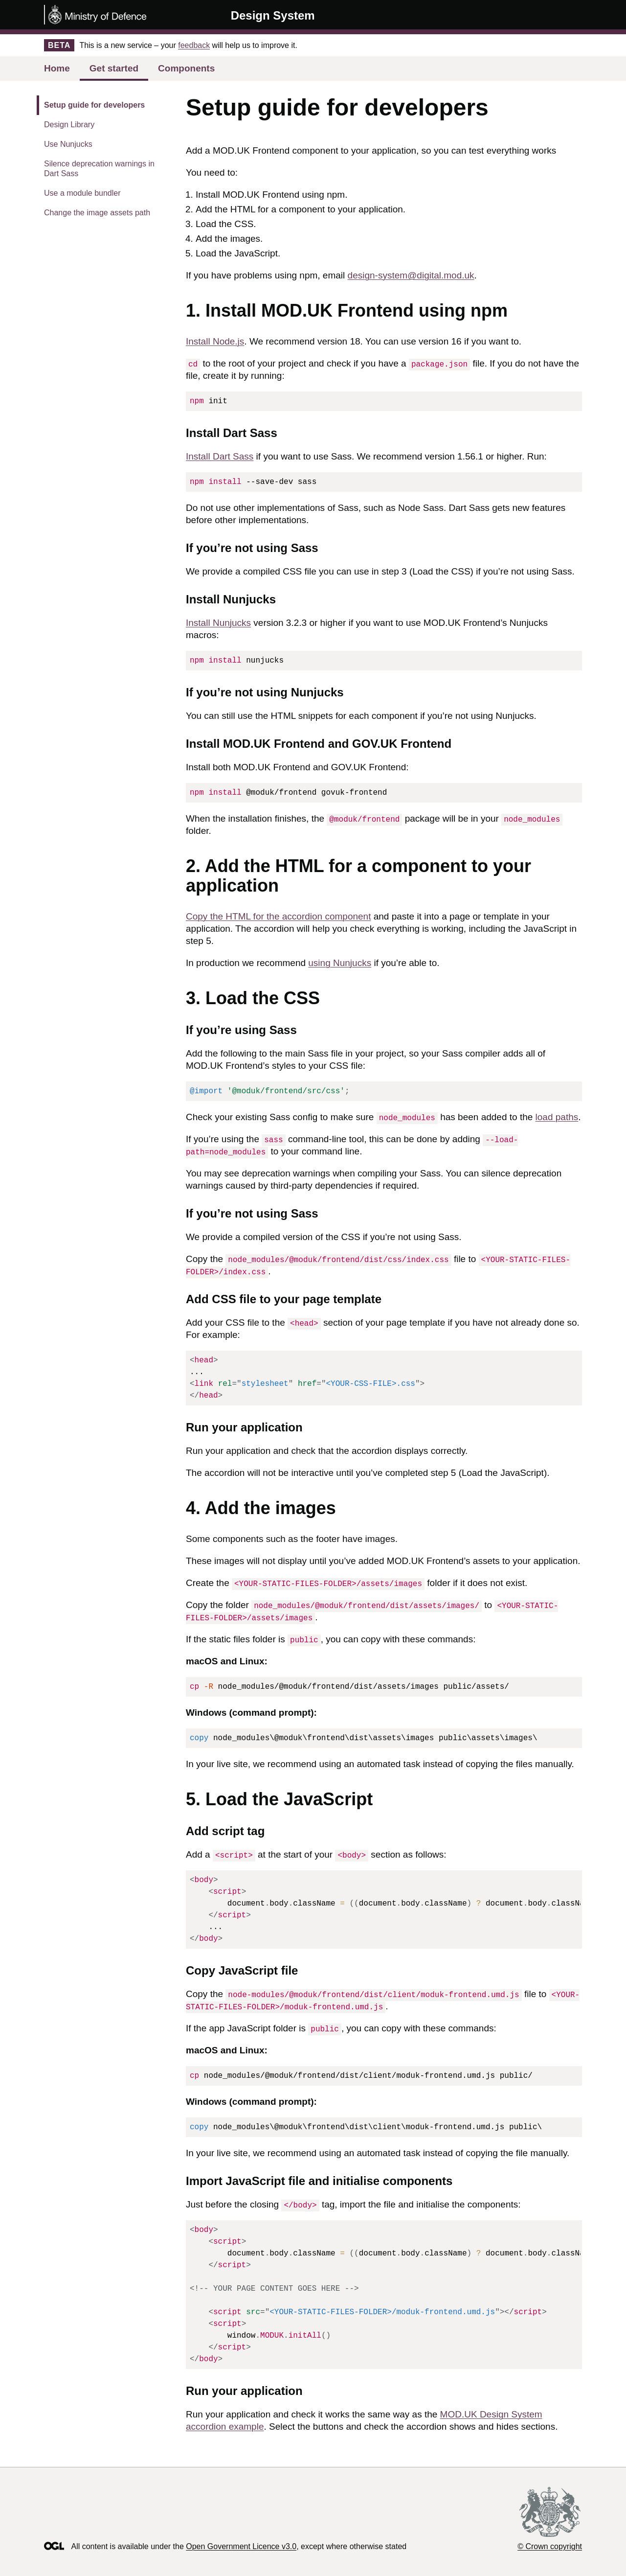 Ministry of Defence
Design System
BETA
This is a new service – your feedback will help us to improve it.
Home
Get started
Components
Setup guide for developers
Design Library
Use Nunjucks
Silence deprecation warnings in
Dart Sass
Use a module bundler
Change the image assets path
Setup guide for developers
Add a MOD.UK Frontend component to your application, so you can test everything works
You need to:
1. Install MOD.UK Frontend using npm.
2. Add the HTML for a component to your application.
3. Load the CSS.
4. Add the images.
5. Load the JavaScript.
If you have problems using npm, email design-system@digital.mod.uk.
1. Install MOD.UK Frontend using npm
Install Node.js. We recommend version 18. You can use version 16 if you want to.
cd to the root of your project and check if you have a package.json file. If you do not have the
file, create it by running:
npm init
Install Dart Sass
Install Dart Sass if you want to use Sass. We recommend version 1.56.1 or higher. Run:
npm install --save-dev sass
Do not use other implementations of Sass, such as Node Sass. Dart Sass gets new features
before other implementations.
If you’re not using Sass
We provide a compiled CSS file you can use in step 3 (Load the CSS) if you’re not using Sass.
Install Nunjucks
Install Nunjucks version 3.2.3 or higher if you want to use MOD.UK Frontend’s Nunjucks
macros:
npm install nunjucks
If you’re not using Nunjucks
You can still use the HTML snippets for each component if you’re not using Nunjucks.
Install MOD.UK Frontend and GOV.UK Frontend
Install both MOD.UK Frontend and GOV.UK Frontend:
npm install @moduk/frontend govuk-frontend
When the installation finishes, the @moduk/frontend package will be in your node_modules
folder.
2. Add the HTML for a component to your
application
Copy the HTML for the accordion component and paste it into a page or template in your
application. The accordion will help you check everything is working, including the JavaScript in
step 5.
In production we recommend using Nunjucks if you’re able to.
3. Load the CSS
If you’re using Sass
Add the following to the main Sass file in your project, so your Sass compiler adds all of
MOD.UK Frontend’s styles to your CSS file:
@import '@moduk/frontend/src/css';
Check your existing Sass config to make sure node_modules has been added to the load paths.
If you’re using the sass command-line tool, this can be done by adding --load-
path=node_modules to your command line.
You may see deprecation warnings when compiling your Sass. You can silence deprecation
warnings caused by third-party dependencies if required.
If you’re not using Sass
We provide a compiled version of the CSS if you’re not using Sass.
Copy the node_modules/@moduk/frontend/dist/css/index.css file to <YOUR-STATIC-FILES-
FOLDER>/index.css.
Add CSS file to your page template
Add your CSS file to the <head> section of your page template if you have not already done so.
For example:
<head>
...
<link rel="stylesheet" href="<YOUR-CSS-FILE>.css">
</head>
Run your application
Run your application and check that the accordion displays correctly.
The accordion will not be interactive until you’ve completed step 5 (Load the JavaScript).
4. Add the images
Some components such as the footer have images.
These images will not display until you’ve added MOD.UK Frontend’s assets to your application.
Create the <YOUR-STATIC-FILES-FOLDER>/assets/images folder if it does not exist.
Copy the folder node_modules/@moduk/frontend/dist/assets/images/ to <YOUR-STATIC-
FILES-FOLDER>/assets/images.
If the static files folder is public, you can copy with these commands:
macOS and Linux:
cp -R node_modules/@moduk/frontend/dist/assets/images public/assets/
Windows (command prompt):
copy node_modules\@moduk\frontend\dist\assets\images public\assets\images\
In your live site, we recommend using an automated task instead of copying the files manually.
5. Load the JavaScript
Add script tag
Add a <script> at the start of your <body> section as follows:
<body>
<script>
document.body.className = ((document.body.className) ? document.body.classNa
</script>
...
</body>
Copy JavaScript file
Copy the node-modules/@moduk/frontend/dist/client/moduk-frontend.umd.js file to <YOUR-
STATIC-FILES-FOLDER>/moduk-frontend.umd.js.
If the app JavaScript folder is public, you can copy with these commands:
macOS and Linux:
cp node_modules/@moduk/frontend/dist/client/moduk-frontend.umd.js public/
Windows (command prompt):
copy node_modules\@moduk\frontend\dist\client\moduk-frontend.umd.js public\
In your live site, we recommend using an automated task instead of copying the file manually.
Import JavaScript file and initialise components
Just before the closing </body> tag, import the file and initialise the components:
<body>
<script>
document.body.className = ((document.body.className) ? document.body.classNa
</script>
<!-- YOUR PAGE CONTENT GOES HERE -->
<script src="<YOUR-STATIC-FILES-FOLDER>/moduk-frontend.umd.js"></script>
<script>
window.MODUK.initAll()
</script>
</body>
Run your application
Run your application and check it works the same way as the MOD.UK Design System
accordion example. Select the buttons and check the accordion shows and hides sections.
OGL
All content is available under the Open Government Licence v3.0, except where otherwise stated
© Crown copyright